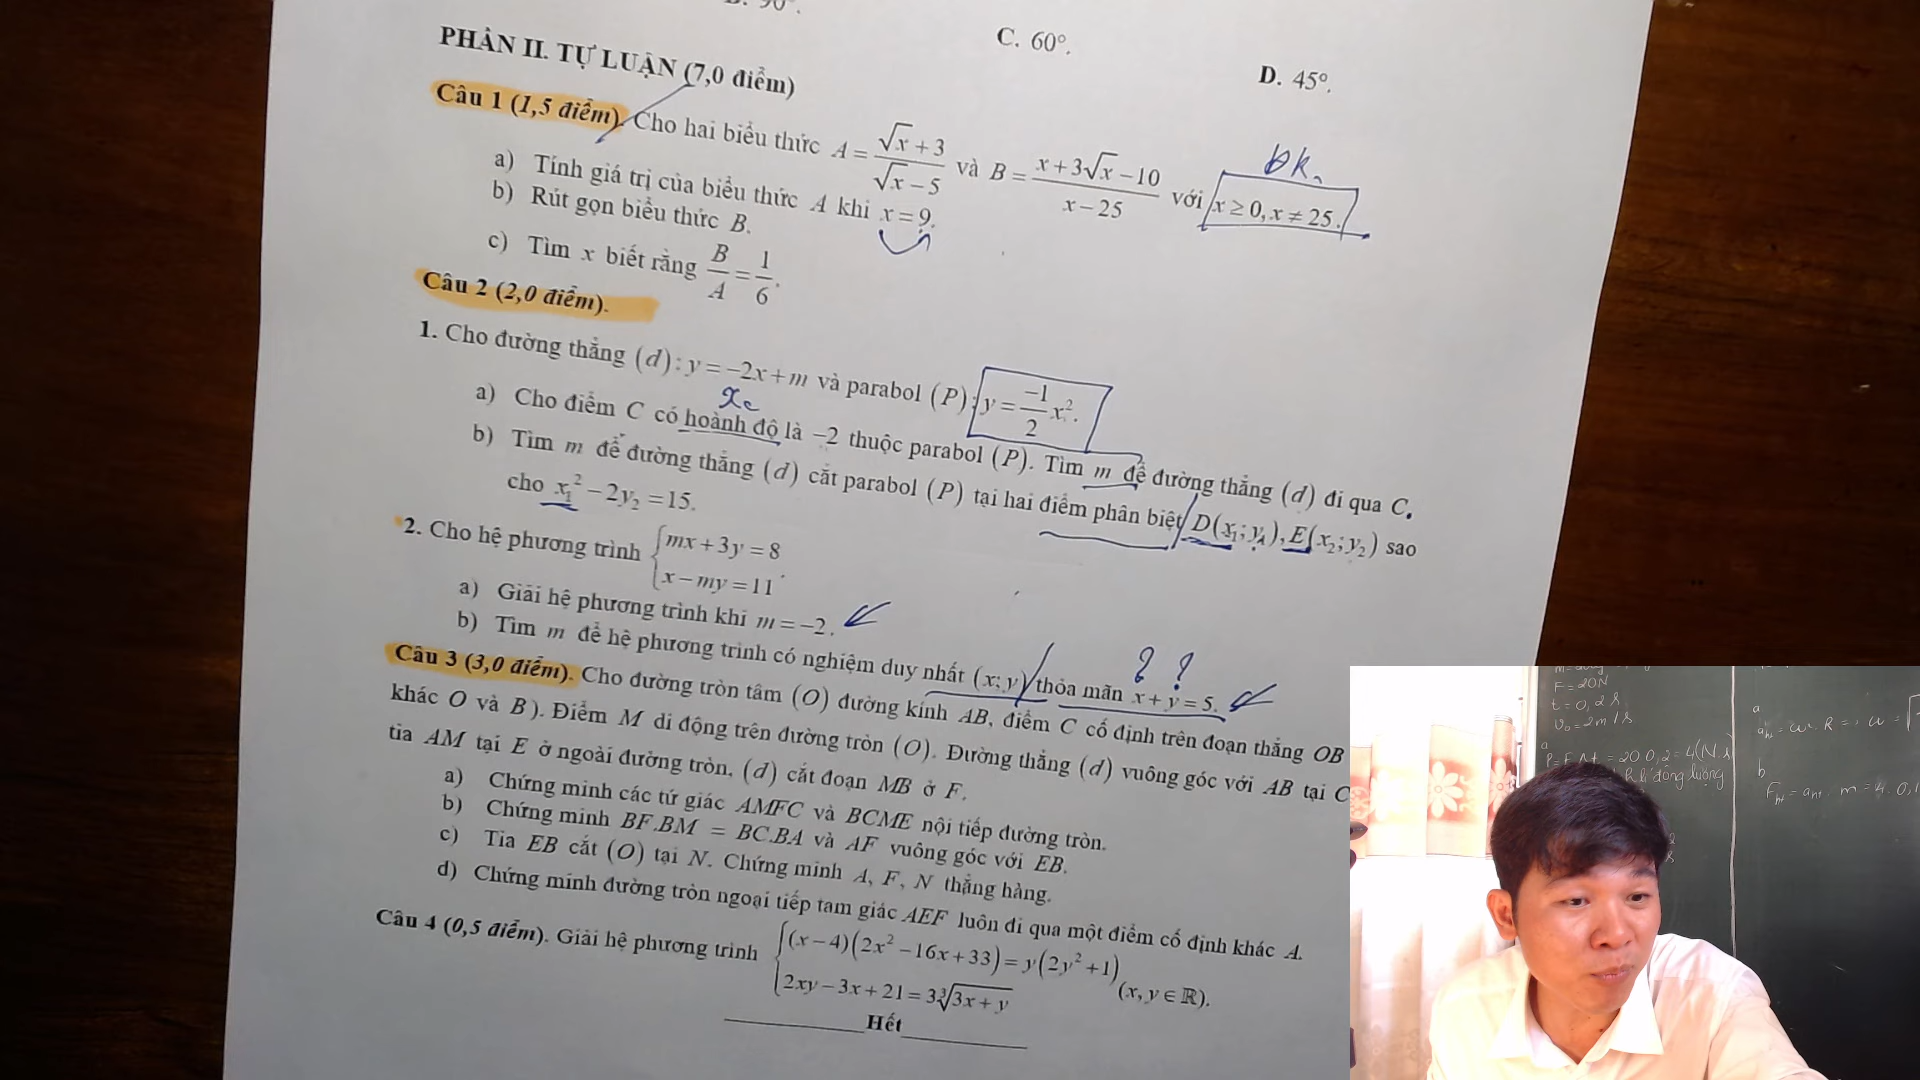 B. 90°.
C. 60°.
D. 45°.
PHẦN II. TỰ LUẬN (7,0 điểm)
Câu 1 (1,5 điểm). Cho hai biểu thức A = (√x + 3)/(√x − 5) và B = (x + 3√x − 10)/(x − 25) với x ≥ 0, x ≠ 25.
đk.
a) Tính giá trị của biểu thức A khi x = 9.
b) Rút gọn biểu thức B.
c) Tìm x biết rằng B/A = 1/6.
Câu 2 (2,0 điểm).
1. Cho đường thẳng (d): y = −2x + m và parabol (P): y = −1/2 x².
x_c
a) Cho điểm C có hoành độ là −2 thuộc parabol (P). Tìm m để đường thẳng (d) đi qua C.
b) Tìm m để đường thẳng (d) cắt parabol (P) tại hai điểm phân biệt D(x₁; y₁), E(x₂; y₂) sao
cho x₁² − 2y₂ = 15.
2. Cho hệ phương trình { mx + 3y = 8
x − my = 11 .
a) Giải hệ phương trình khi m = −2.
? ?
b) Tìm m để hệ phương trình có nghiệm duy nhất (x; y) thỏa mãn x + y = 5.
Câu 3 (3,0 điểm). Cho đường tròn tâm (O) đường kính AB, điểm C cố định trên đoạn thẳng OB
khác O và B). Điểm M di động trên đường tròn (O). Đường thẳng (d) vuông góc với AB tại C
tia AM tại E ở ngoài đường tròn, (d) cắt đoạn MB ở F.
a) Chứng minh các tứ giác AMFC và BCME nội tiếp đường tròn.
b) Chứng minh BF.BM = BC.BA và AF vuông góc với EB.
c) Tia EB cắt (O) tại N. Chứng minh A, F, N thẳng hàng.
d) Chứng minh đường tròn ngoại tiếp tam giác AEF luôn đi qua một điểm cố định khác A.
Câu 4 (0,5 điểm). Giải hệ phương trình { (x − 4)(2x² − 16x + 33) = y(2y² + 1)
2xy − 3x + 21 = 3∛(3x + y) (x, y ∈ ℝ).
Hết
F = 20N
t = 0,2 s
v₀ = 2m/s
a
b